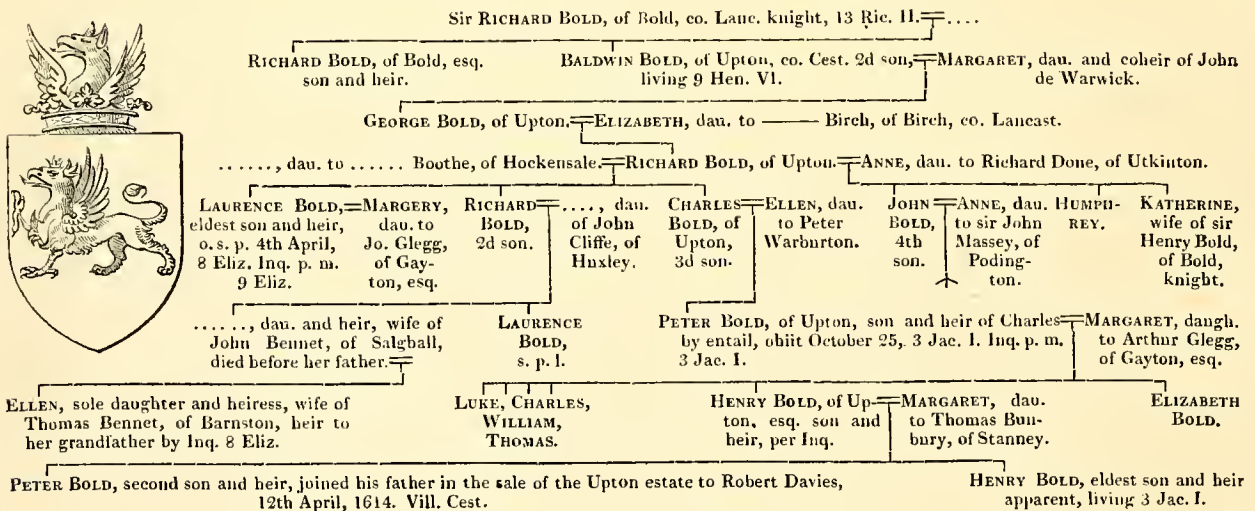 Sir RICHARD BOLD, of Bold, co. Lanc. knight, 13 Ric. II.=....
RICHARD BOLD, of Bold, esq.
son and heir.
BALDWIN BOLD, of Upton, co. Cest. 2d son,=MARGARET, dau. and coheir of John
living 9 Hen. VI.
de Warwick.
GEORGE BOLD, of Upton.=ELIZABETH, dau. to —— Birch, of Birch, co. Lancast.
......, dau. to ...... Boothe, of Hockensale.=RICHARD BOLD, of Upton.=ANNE, dau. to Richard Done, of Utkinton.
LAURENCE BOLD,=
eldest son and heir,
o. s. p. 4th April,
8 Eliz. Inq. p. m.
9 Eliz.
MARGERY,
dau. to
Jo. Glegg,
of Gay-
ton, esq.
RICHARD=
BOLD,
2d son.
...., dau.
of John
Cliffe, of
Huxley.
CHARLES=
BOLD, of
Upton,
3d son.
ELLEN, dau.
to Peter
Warburton.
JOHN=
BOLD,
4th
son.
ANNE, dau.
to sir John
Massey, of
Poding-
ton.
HUMPH-
REY.
KATHERINE,
wife of sir
Henry Bold,
of Bold,
knight.
......, dau. and heir, wife of
John Bennet, of Salgball,
died before her father.=
LAURENCE
BOLD,
s. p. l.
PETER BOLD, of Upton, son and heir of Charles=
by entail, obiit October 25,. 3 Jac. I. Inq. p. m.
3 Jac. I.
MARGARET, daugh.
to Arthur Glegg,
of Gayton, esq.
ELLEN, sole daughter and heiress, wife of
Thomas Bennet, of Barnston, heir to
her grandfather by Inq. 8 Eliz.
LUKE, CHARLES,
WILLIAM,
THOMAS.
HENRY BOLD, of Up-=
ton, esq. son and
heir, per Inq.
MARGARET, dau.
to Thomas Bun-
bury, of Stanney.
ELIZABETH
BOLD.
PETER BOLD, second son and heir, joined his father in the sale of the Upton estate to Robert Davies,
12th April, 1614. Vill. Cest.
HENRY BOLD, eldest son and heir
apparent, living 3 Jac. I.